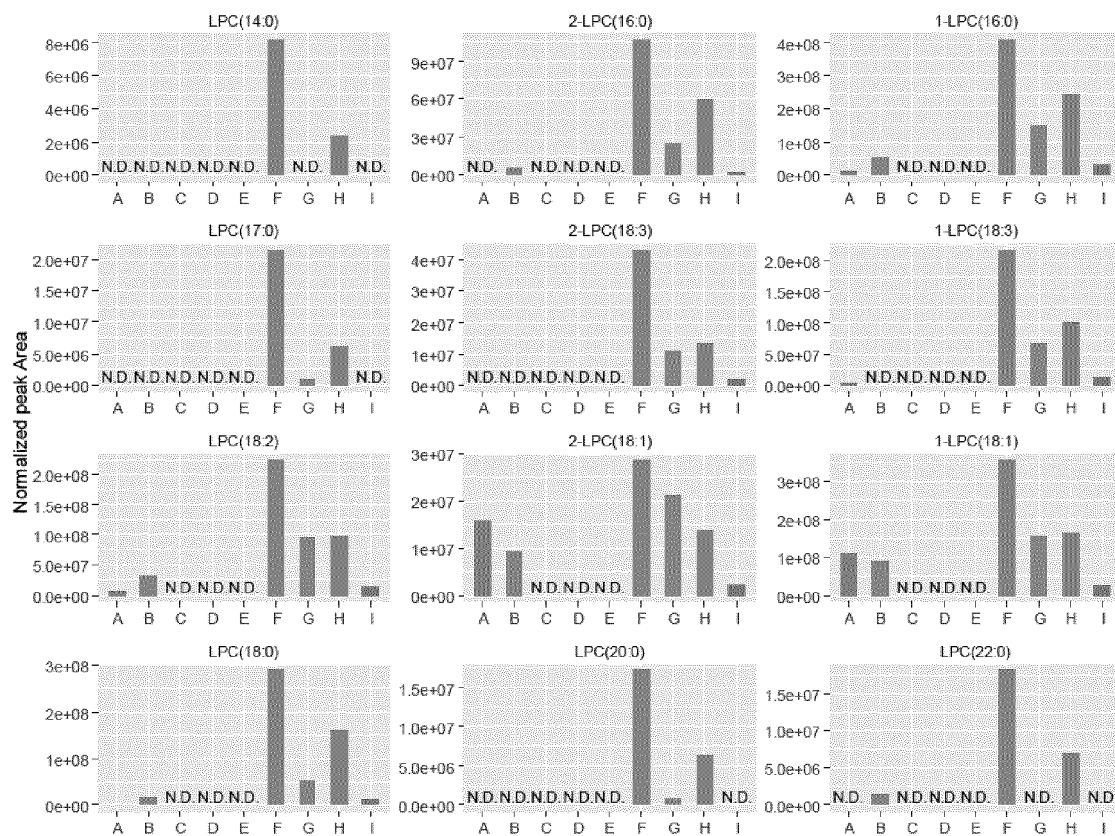 Normalized peak Area
LPC(14:0)
8e+06
6e+06
4e+06
2e+06
0e+00
N.D. N.D. N.D. N.D. N.D. N.D. N.D.
A B C D E F G H I
2-LPC(16:0)
9e+07
6e+07
3e+07
0e+00
N.D. N.D. N.D. N.D.
A B C D E F G H I
1-LPC(16:0)
4e+08
3e+08
2e+08
1e+08
0e+00
N.D. N.D. N.D.
A B C D E F G H I
LPC(17:0)
2.0e+07
1.5e+07
1.0e+07
5.0e+06
0.0e+00
N.D. N.D. N.D. N.D. N.D. N.D.
A B C D E F G H I
2-LPC(18:3)
4e+07
3e+07
2e+07
1e+07
0e+00
N.D. N.D. N.D. N.D. N.D.
A B C D E F G H I
1-LPC(18:3)
2.0e+08
1.5e+08
1.0e+08
5.0e+07
0.0e+00
N.D. N.D. N.D. N.D.
A B C D E F G H I
LPC(18:2)
2.0e+08
1.5e+08
1.0e+08
5.0e+07
0.0e+00
N.D. N.D. N.D.
A B C D E F G H I
2-LPC(18:1)
3e+07
2e+07
1e+07
0e+00
N.D. N.D. N.D.
A B C D E F G H I
1-LPC(18:1)
3e+08
2e+08
1e+08
0e+00
N.D. N.D. N.D.
A B C D E F G H I
LPC(18:0)
3e+08
2e+08
1e+08
0e+00
N.D. N.D. N.D.
A B C D E F G H I
LPC(20:0)
1.5e+07
1.0e+07
5.0e+06
0.0e+00
N.D. N.D. N.D. N.D. N.D. N.D.
A B C D E F G H I
LPC(22:0)
1.5e+07
1.0e+07
5.0e+06
0.0e+00
N.D. N.D. N.D. N.D. N.D. N.D.
A B C D E F G H I